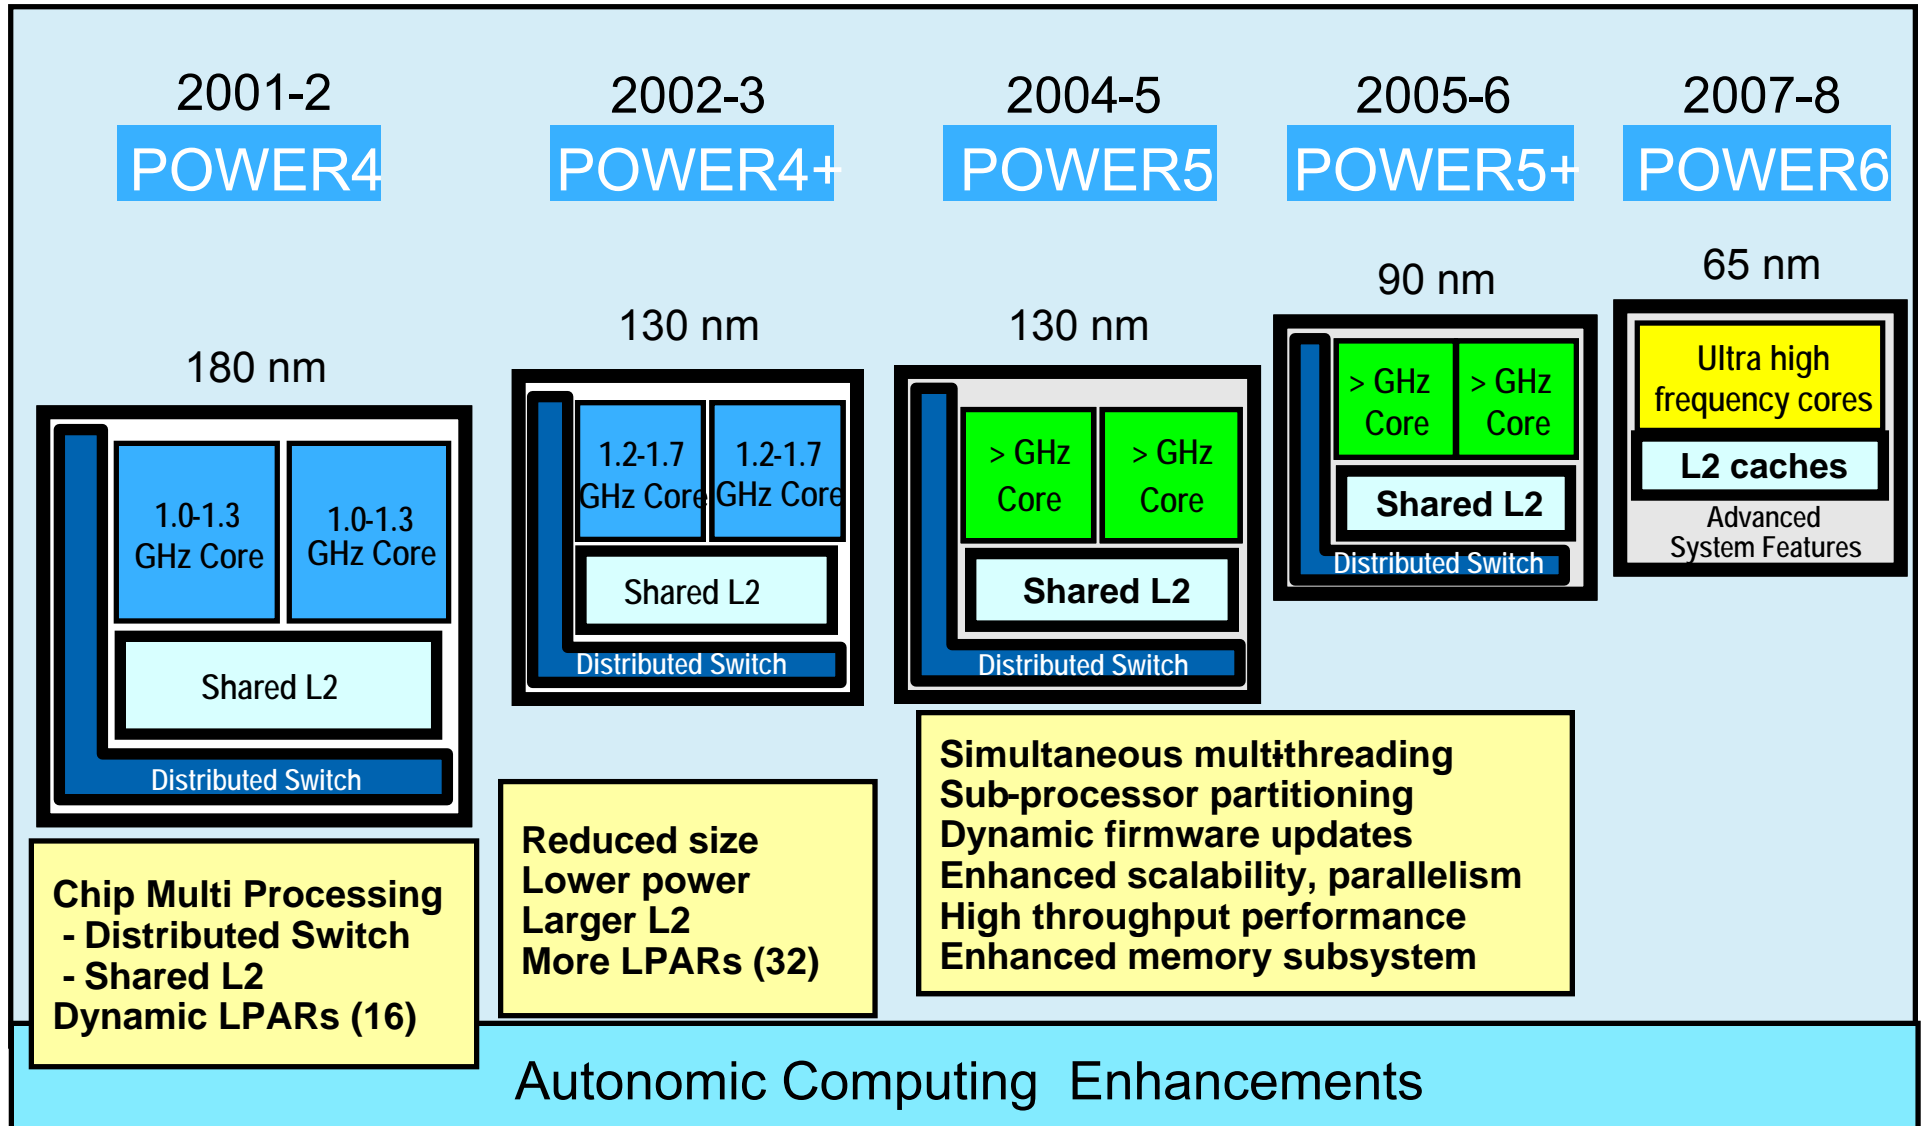 2001-2
POWER4
180 nm
1.0-1.3
GHz Core
1.0-1.3
GHz Core
Shared L2
Distributed Switch
Chip Multi Processing
- Distributed Switch
- Shared L2
Dynamic LPARs (16)
2002-3
POWER4+
130 nm
1.2-1.7
GHz Core
1.2-1.7
GHz Core
Shared L2
Distributed Switch
Reduced size
Lower power
Larger L2
More LPARs (32)
2004-5
POWER5
130 nm
> GHz
Core
> GHz
Core
Shared L2
Distributed Switch
2005-6
POWER5+
90 nm
> GHz
Core
> GHz
Core
Shared L2
Distributed Switch
Simultaneous multi-threading
Sub-processor partitioning
Dynamic firmware updates
Enhanced scalability, parallelism
High throughput performance
Enhanced memory subsystem
2007-8
POWER6
65 nm
Ultra high
frequency cores
L2 caches
Advanced
System Features
Autonomic Computing Enhancements